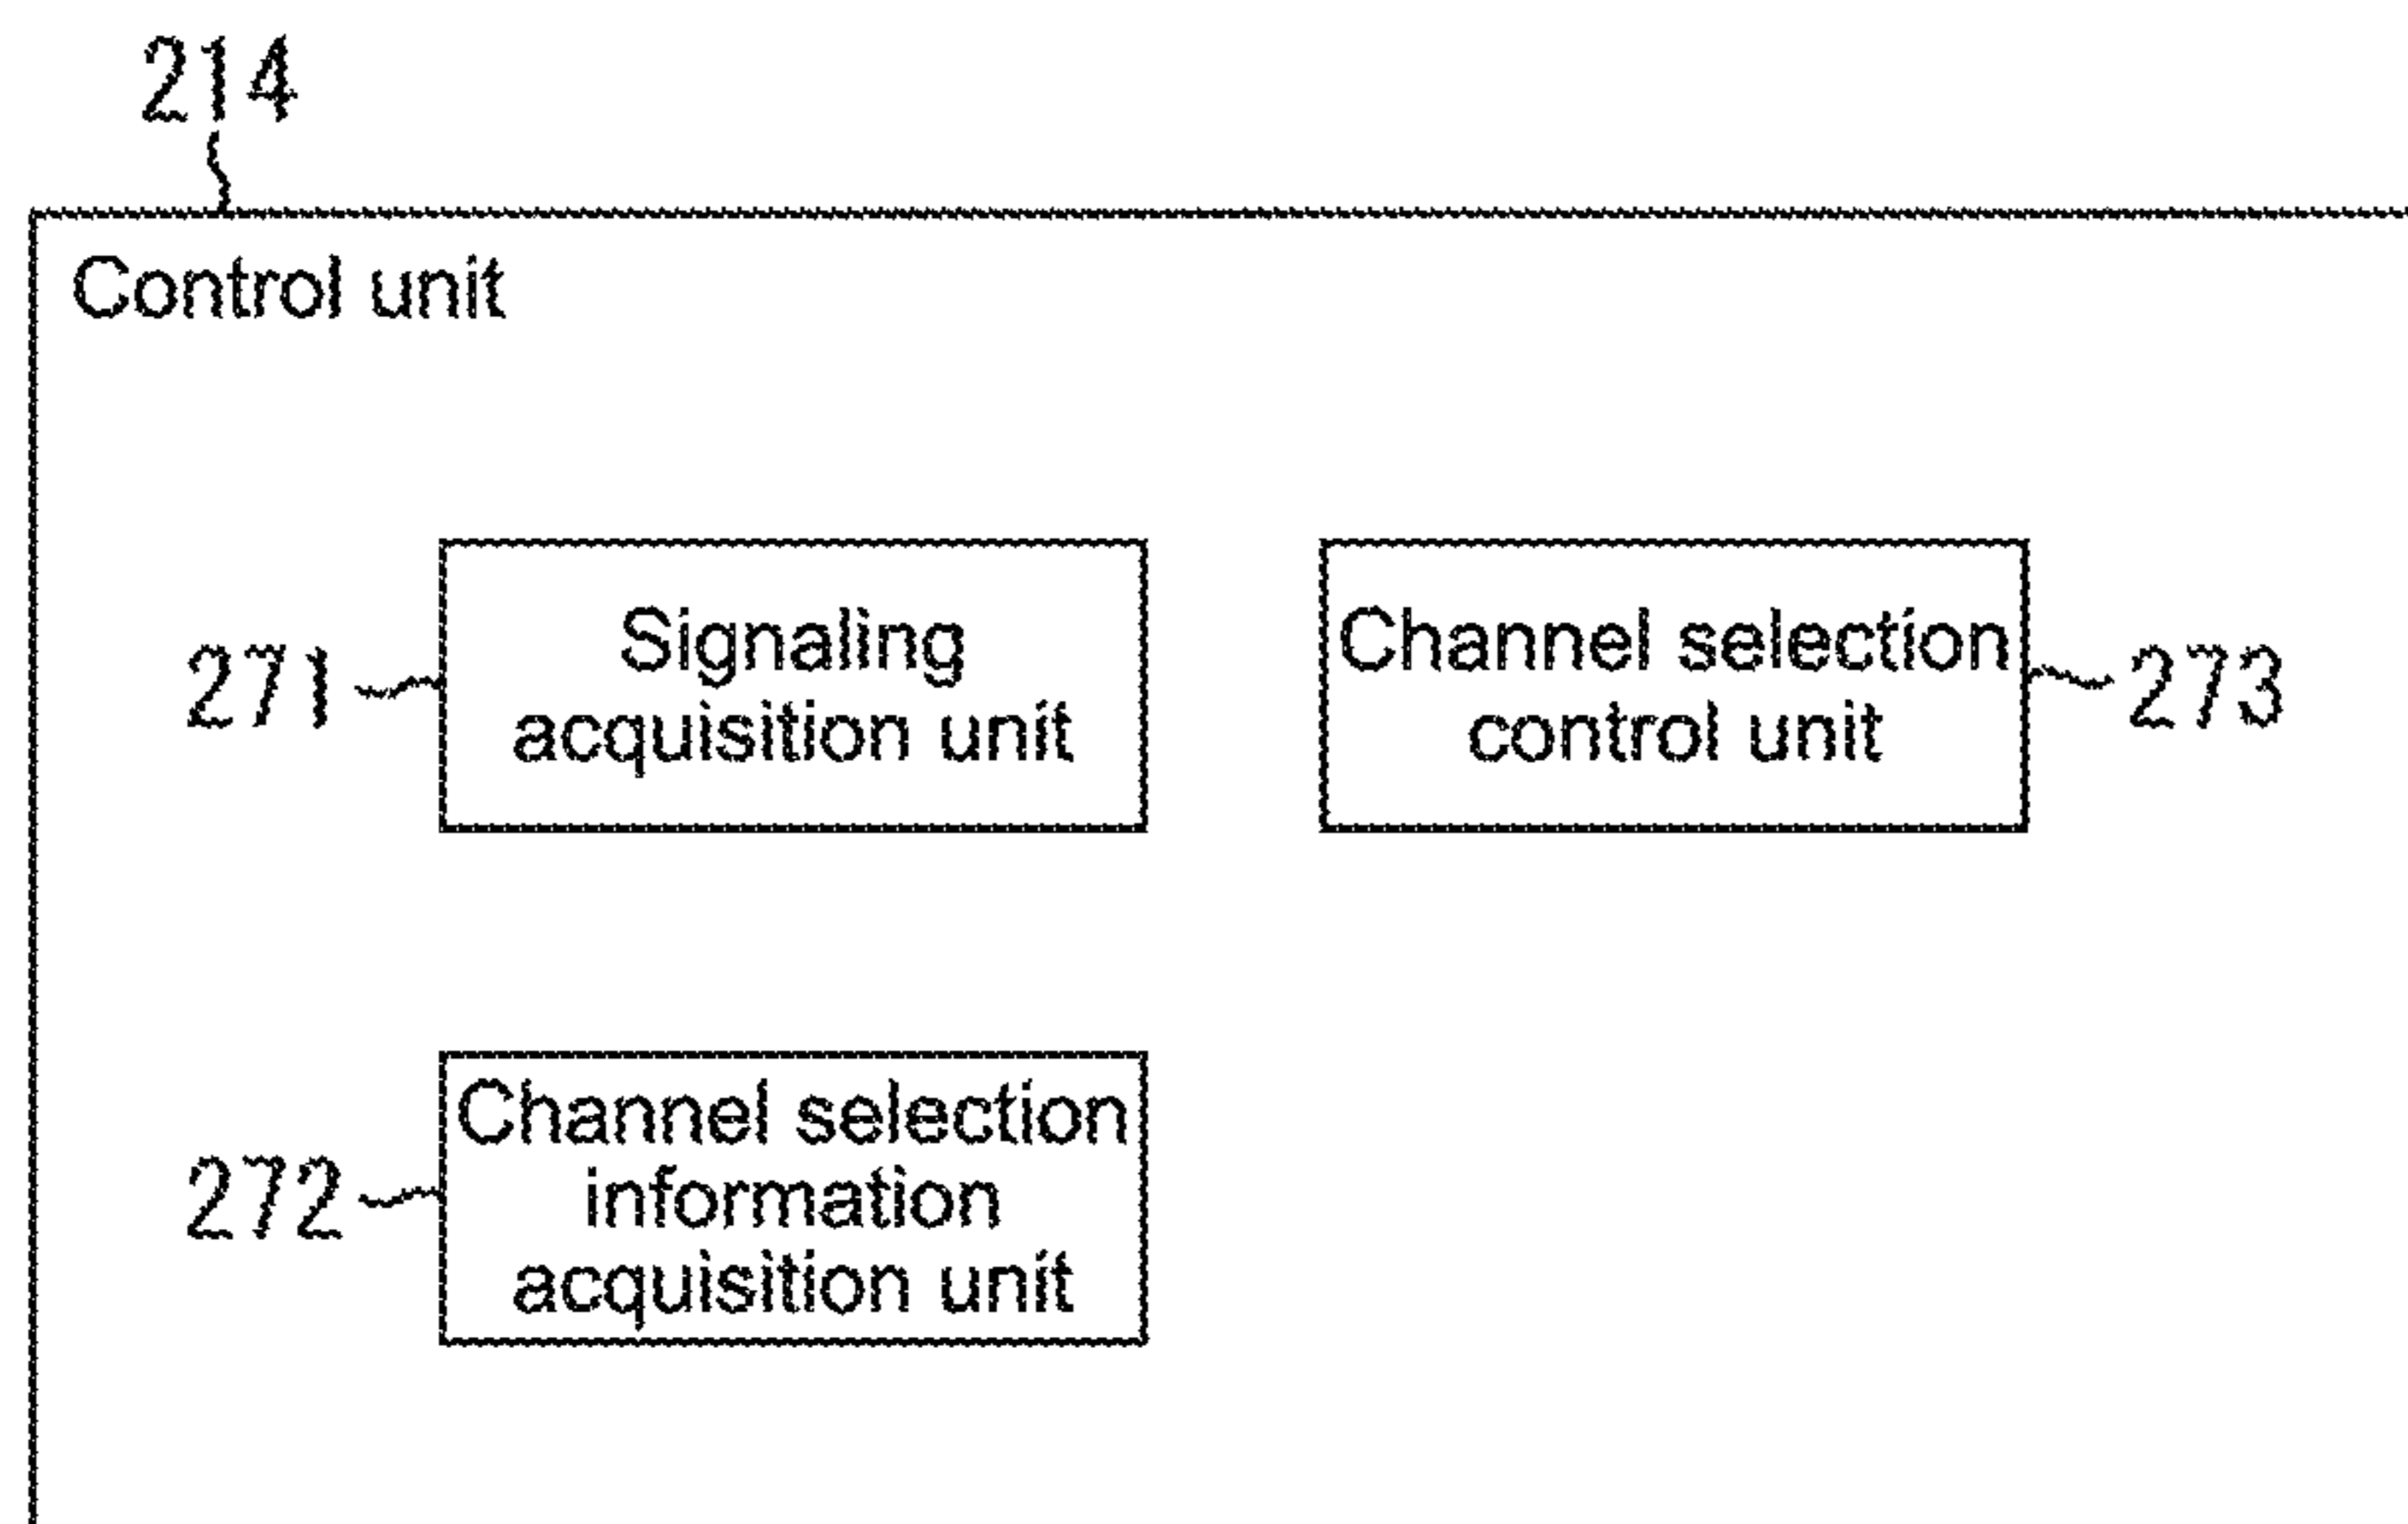 214
Control unit
271
Signaling
acquisition unit
Channel selection
control unit
273
272
Channel selection
information
acquisition unit